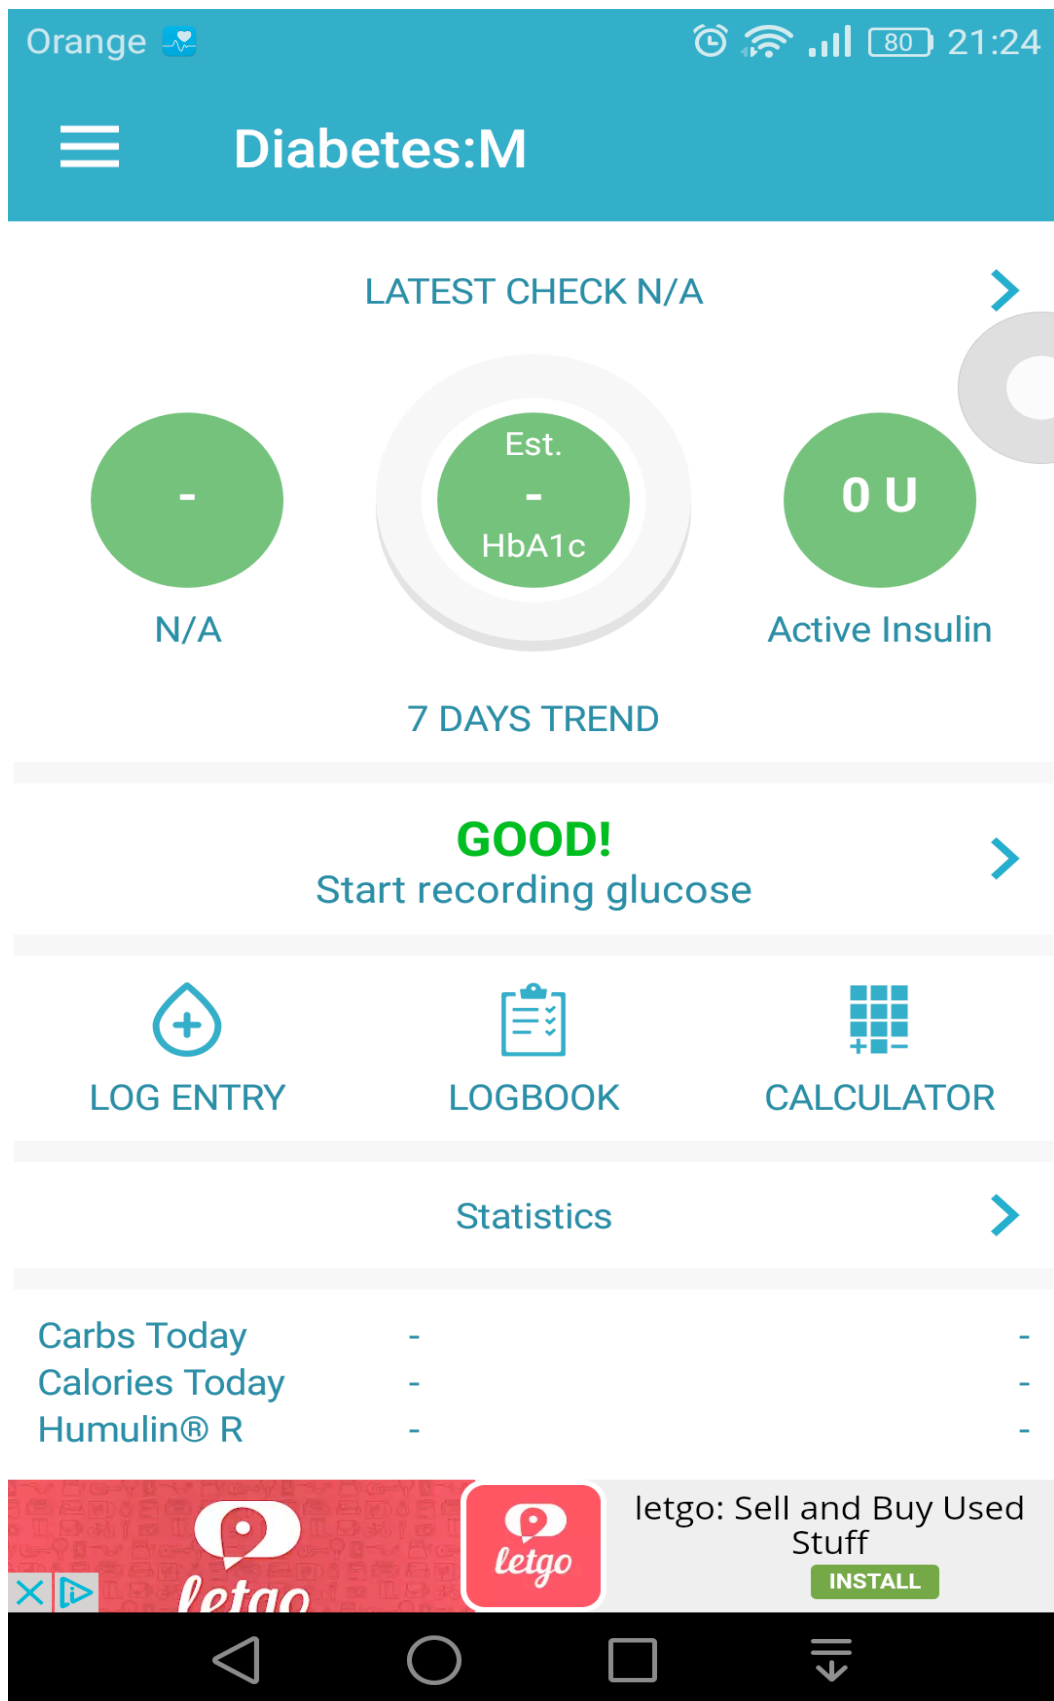 Orange 80 21:24
Diabetes:M
LATEST CHECK N/A
Est.
- - 0 U
HbA1c
N/A Active Insulin
7 DAYS TREND
GOOD!
Start recording glucose
LOG ENTRY LOGBOOK CALCULATOR
Statistics
Carbs Today - -
Calories Today - -
Humulin® R - -
letgo
letgo
letgo: Sell and Buy Used
Stuff
INSTALL